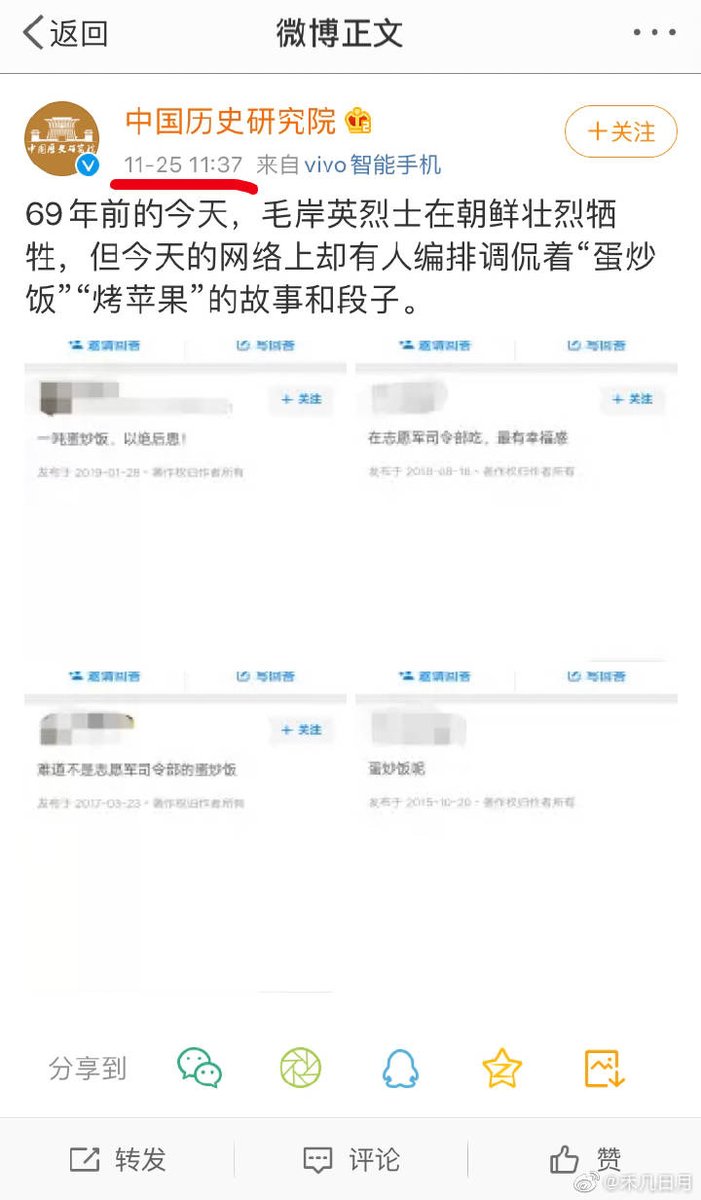 返回
微博正文
中国历史研究院
中国历史研究院
+关注
11-25 11:37 来自 vivo智能手机
69年前的今天，毛岸英烈士在朝鲜壮烈牺
牲，但今天的网络上却有人编排调侃着“蛋炒
饭”“烤苹果”的故事和段子。
邀请回答
写回答
邀请回答
写回答
+ 关注
一吨蛋炒饭，以绝后患！
发布于 2019-01-28 · 著作权归作者所有
+ 关注
在志愿军司令部吃，最有幸福感
发布于 2018-08-18 · 著作权归作者所有
邀请回答
写回答
邀请回答
写回答
+ 关注
难道不是志愿军司令部的蛋炒饭
发布于 2017-03-23 · 著作权归作者所有
蛋炒饭呢
发布于 2015-10-20 · 著作权归作者所有
分享到
转发
评论
赞
@禾几日月